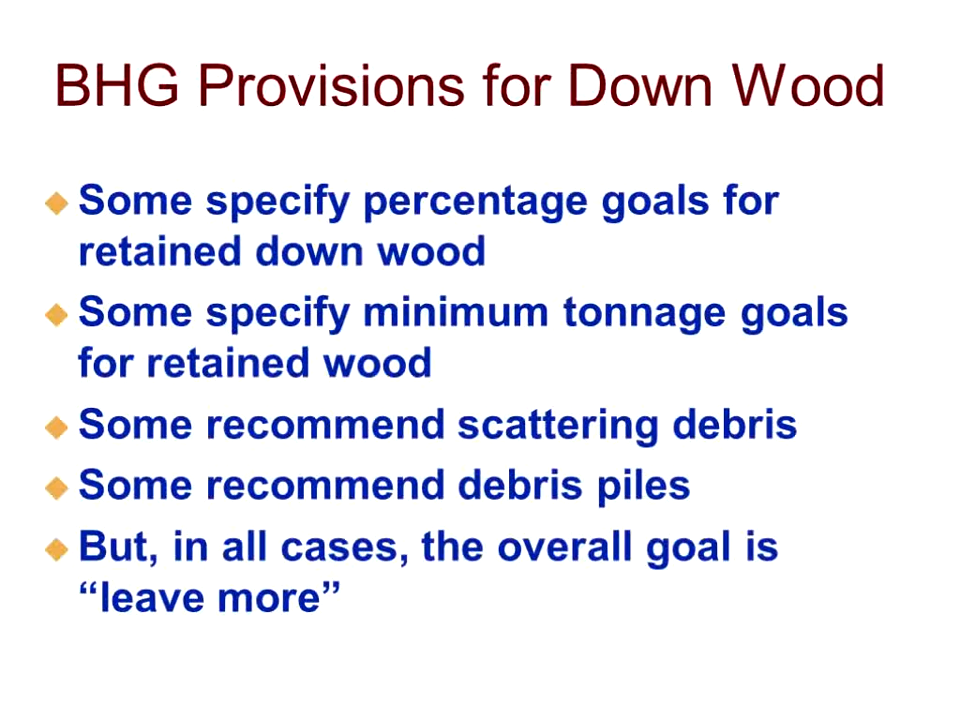 BHG Provisions for Down Wood
Some specify percentage goals for
retained down wood
Some specify minimum tonnage goals
for retained wood
Some recommend scattering debris
Some recommend debris piles
But, in all cases, the overall goal is
“leave more”